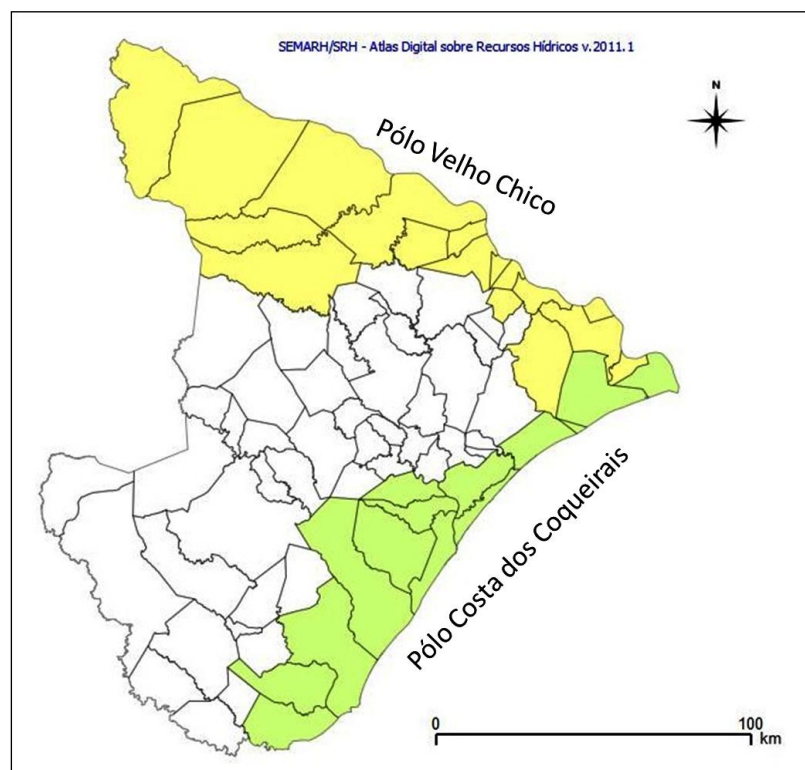 SEMARH/SRH - Atlas Digital sobre Recursos Hídricos v.2011.1
N
Pólo Velho Chico
Pólo Costa dos Coqueirais
0 100
km